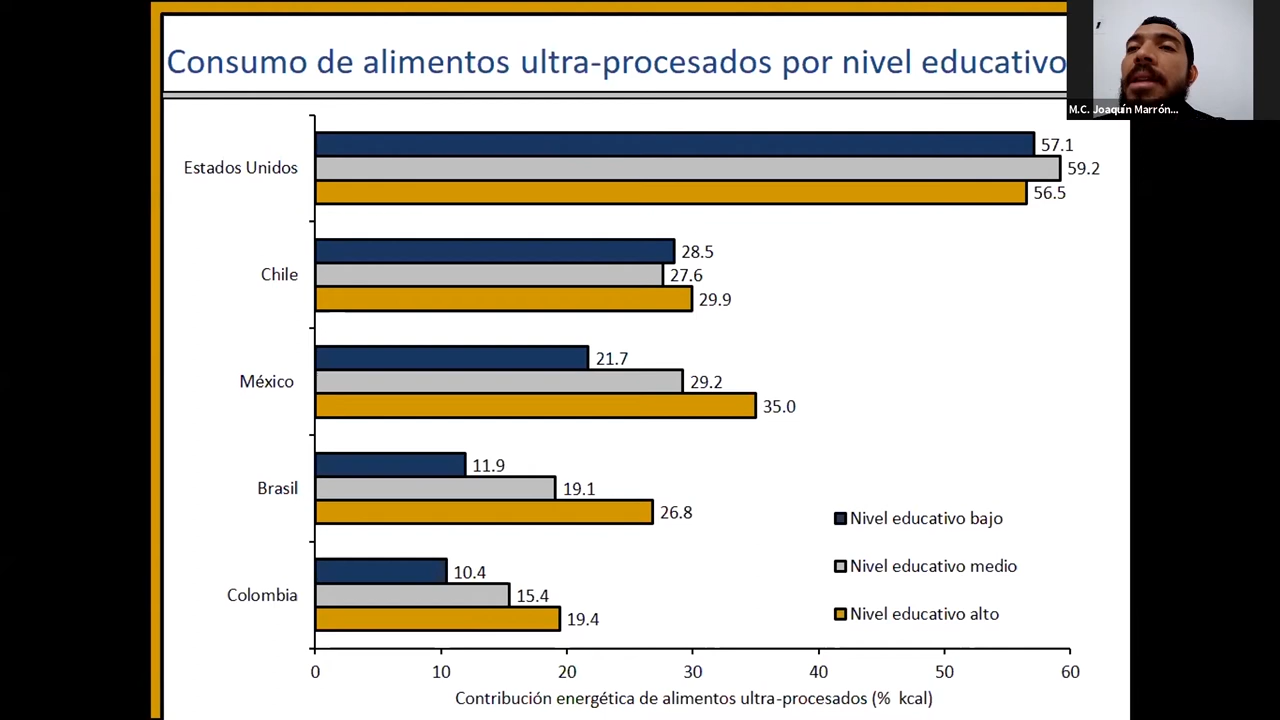 Consumo de alimentos ultra-procesados por nivel educativo
M.C. Joaquín Marrón...
57.1
Estados Unidos 59.2
56.5
28.5
Chile 27.6
29.9
21.7
México 29.2
35.0
11.9
Brasil 19.1
26.8
Nivel educativo bajo
Nivel educativo medio
Nivel educativo alto
10.4
Colombia 15.4
19.4
0 10 20 30 40 50 60
Contribución energética de alimentos ultra-procesados (% kcal)